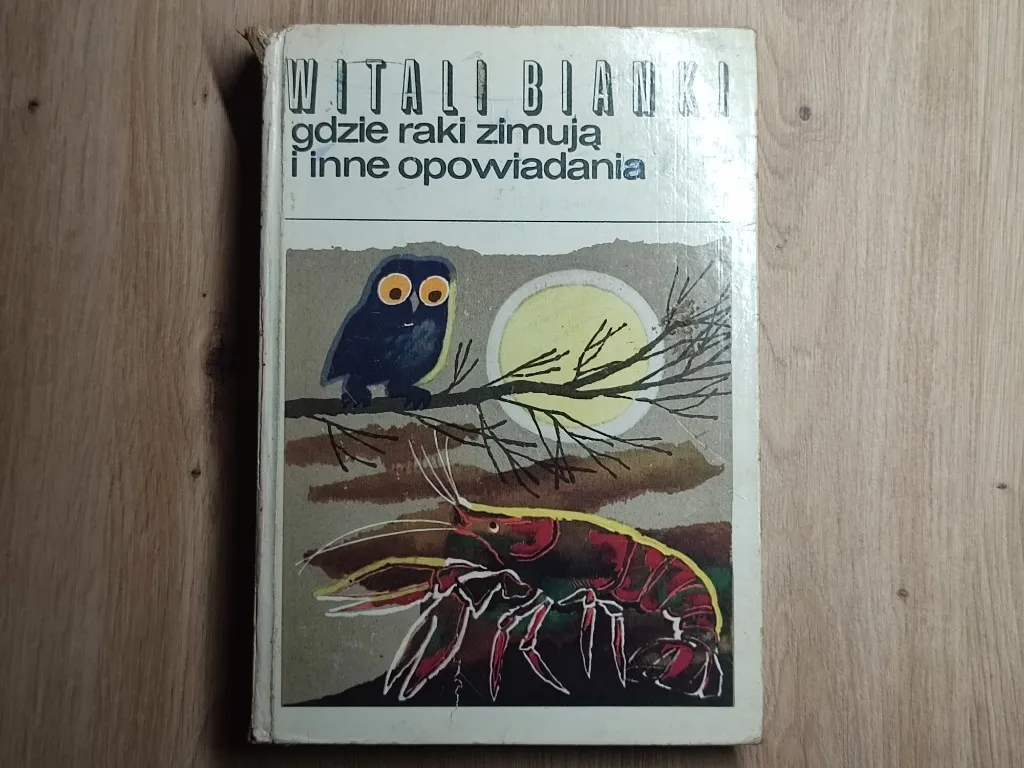 WITALI BIANKI
gdzie raki zimują
i inne opowiadania